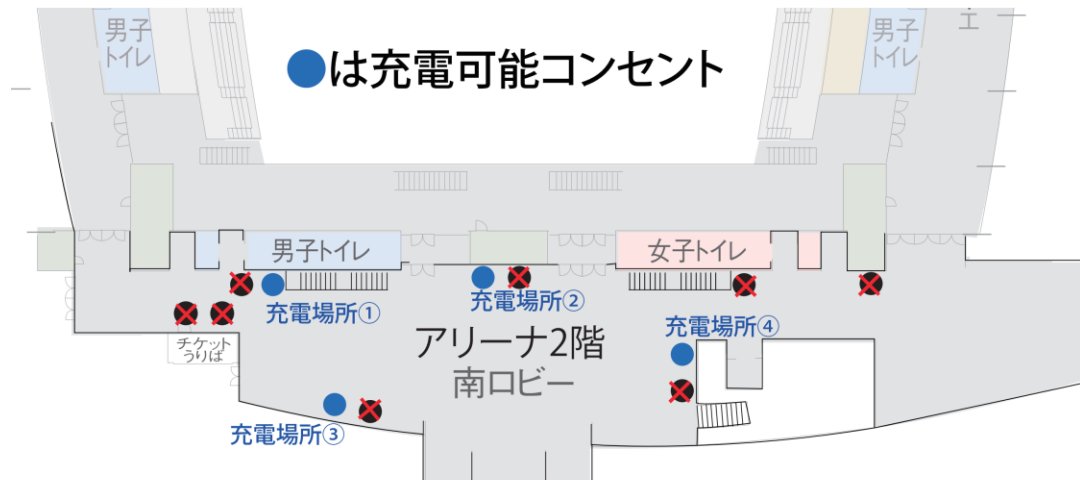 男子
トイレ
●は充電可能コンセント
男子
トイレ
男子トイレ
女子トイレ
充電場所①
充電場所②
充電場所④
チケット
うりば
アリーナ2階
南ロビー
充電場所③